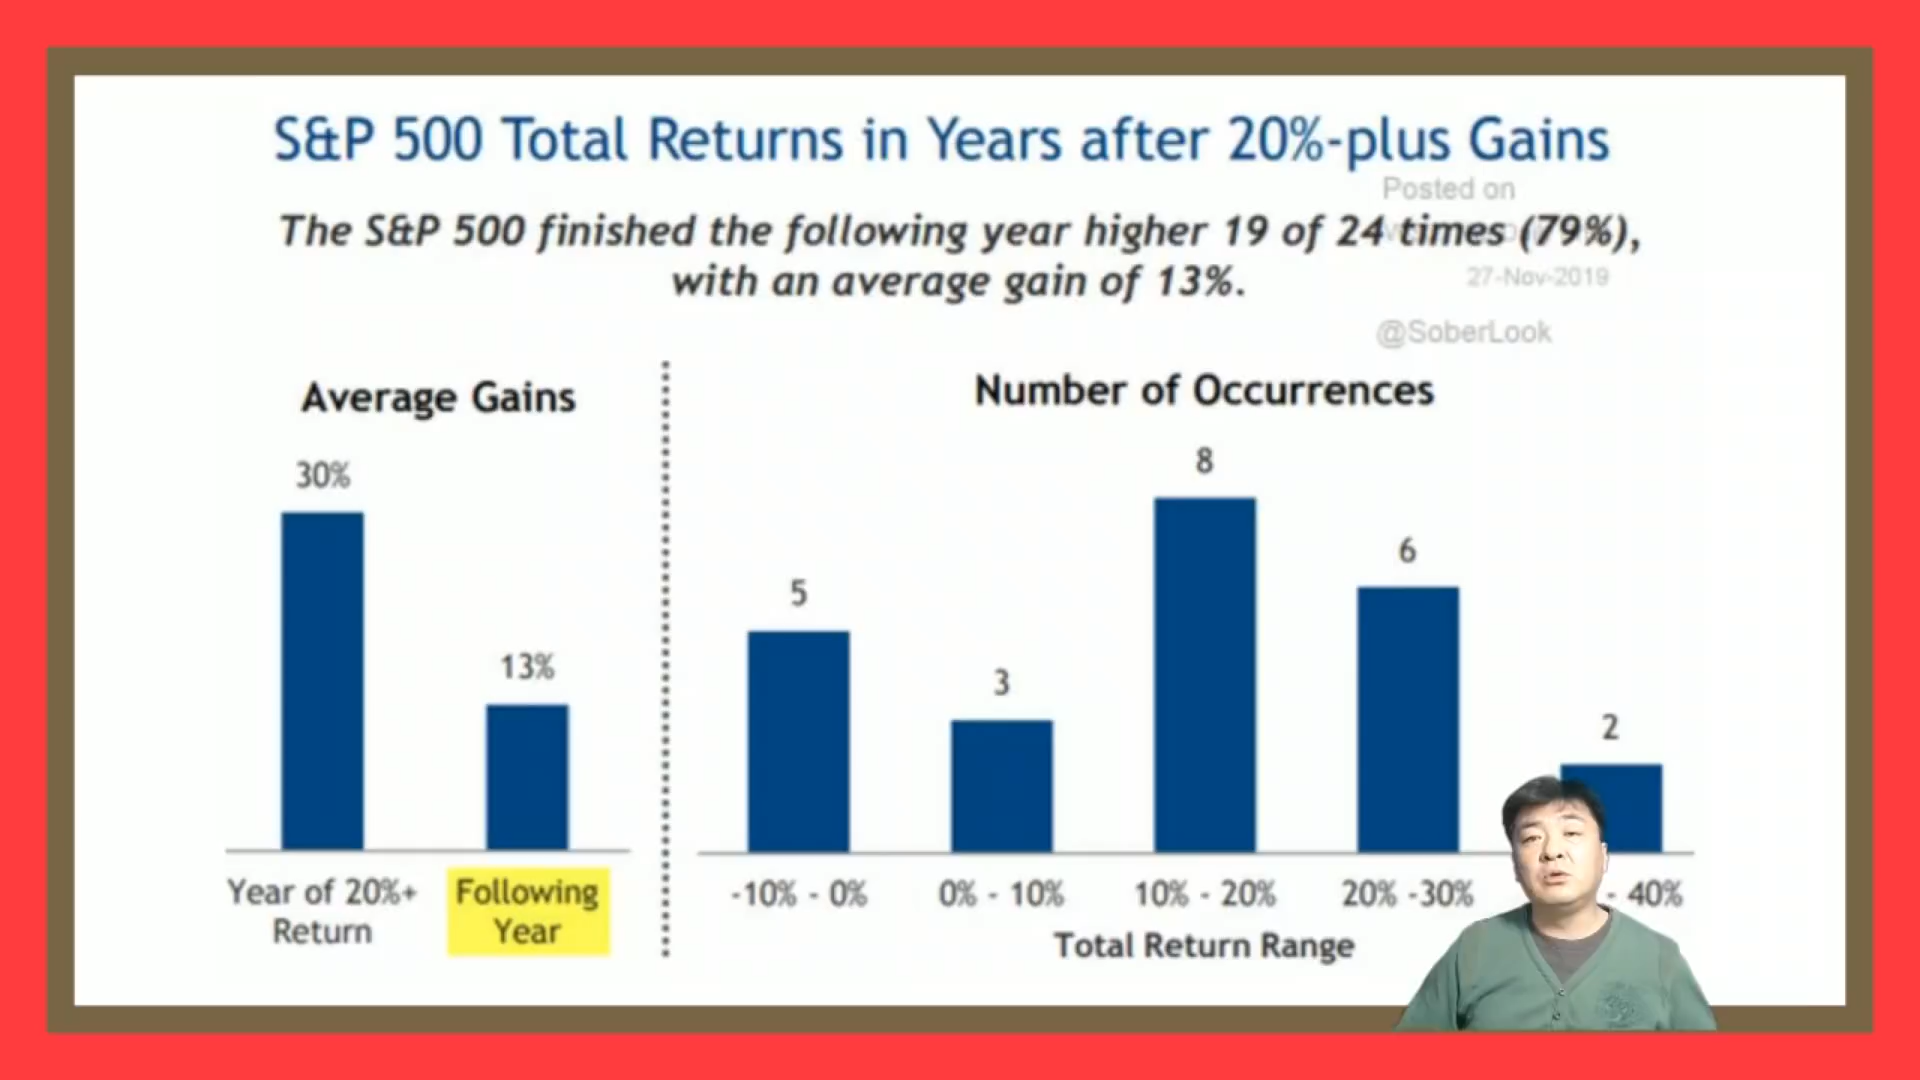 S&P 500 Total Returns in Years after 20%-plus Gains
Posted on
The S&P 500 finished the following year higher 19 of 24 times (79%),
with an average gain of 13%.
27-Nov-2019
@SoberLook
Average Gains
30%
13%
Year of 20%+
Return
Following
Year
Number of Occurrences
5
3
8
6
2
-10% - 0%
0% - 10%
10% - 20%
20% -30%
- 40%
Total Return Range